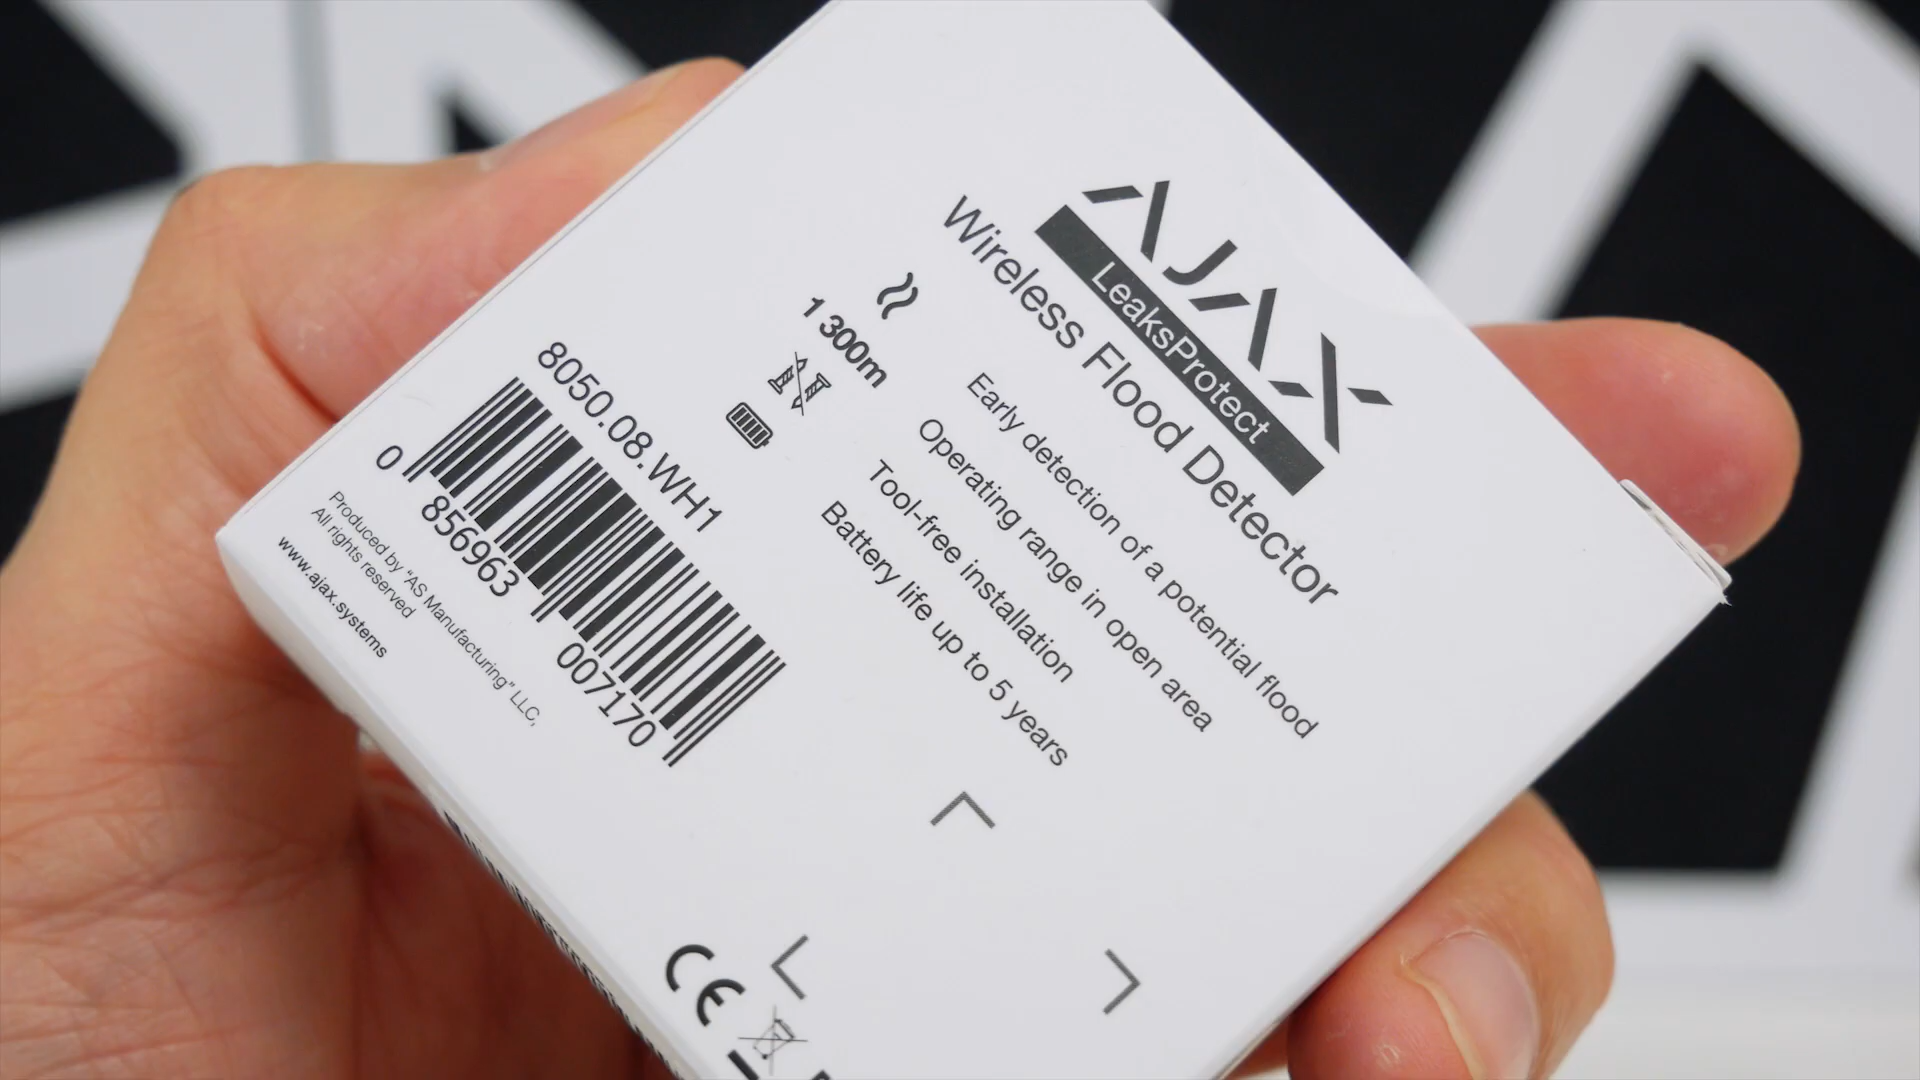 AJAX
LeaksProtect
Wireless Flood Detector
Early detection of a potential flood
Operating range in open area
Tool-free installation
Battery life up to 5 years
1 300m
8050.08.WH1
0 856963 007170
Produced by "AS Manufacturing" LLC,
All rights reserved
www.ajax.systems
CE